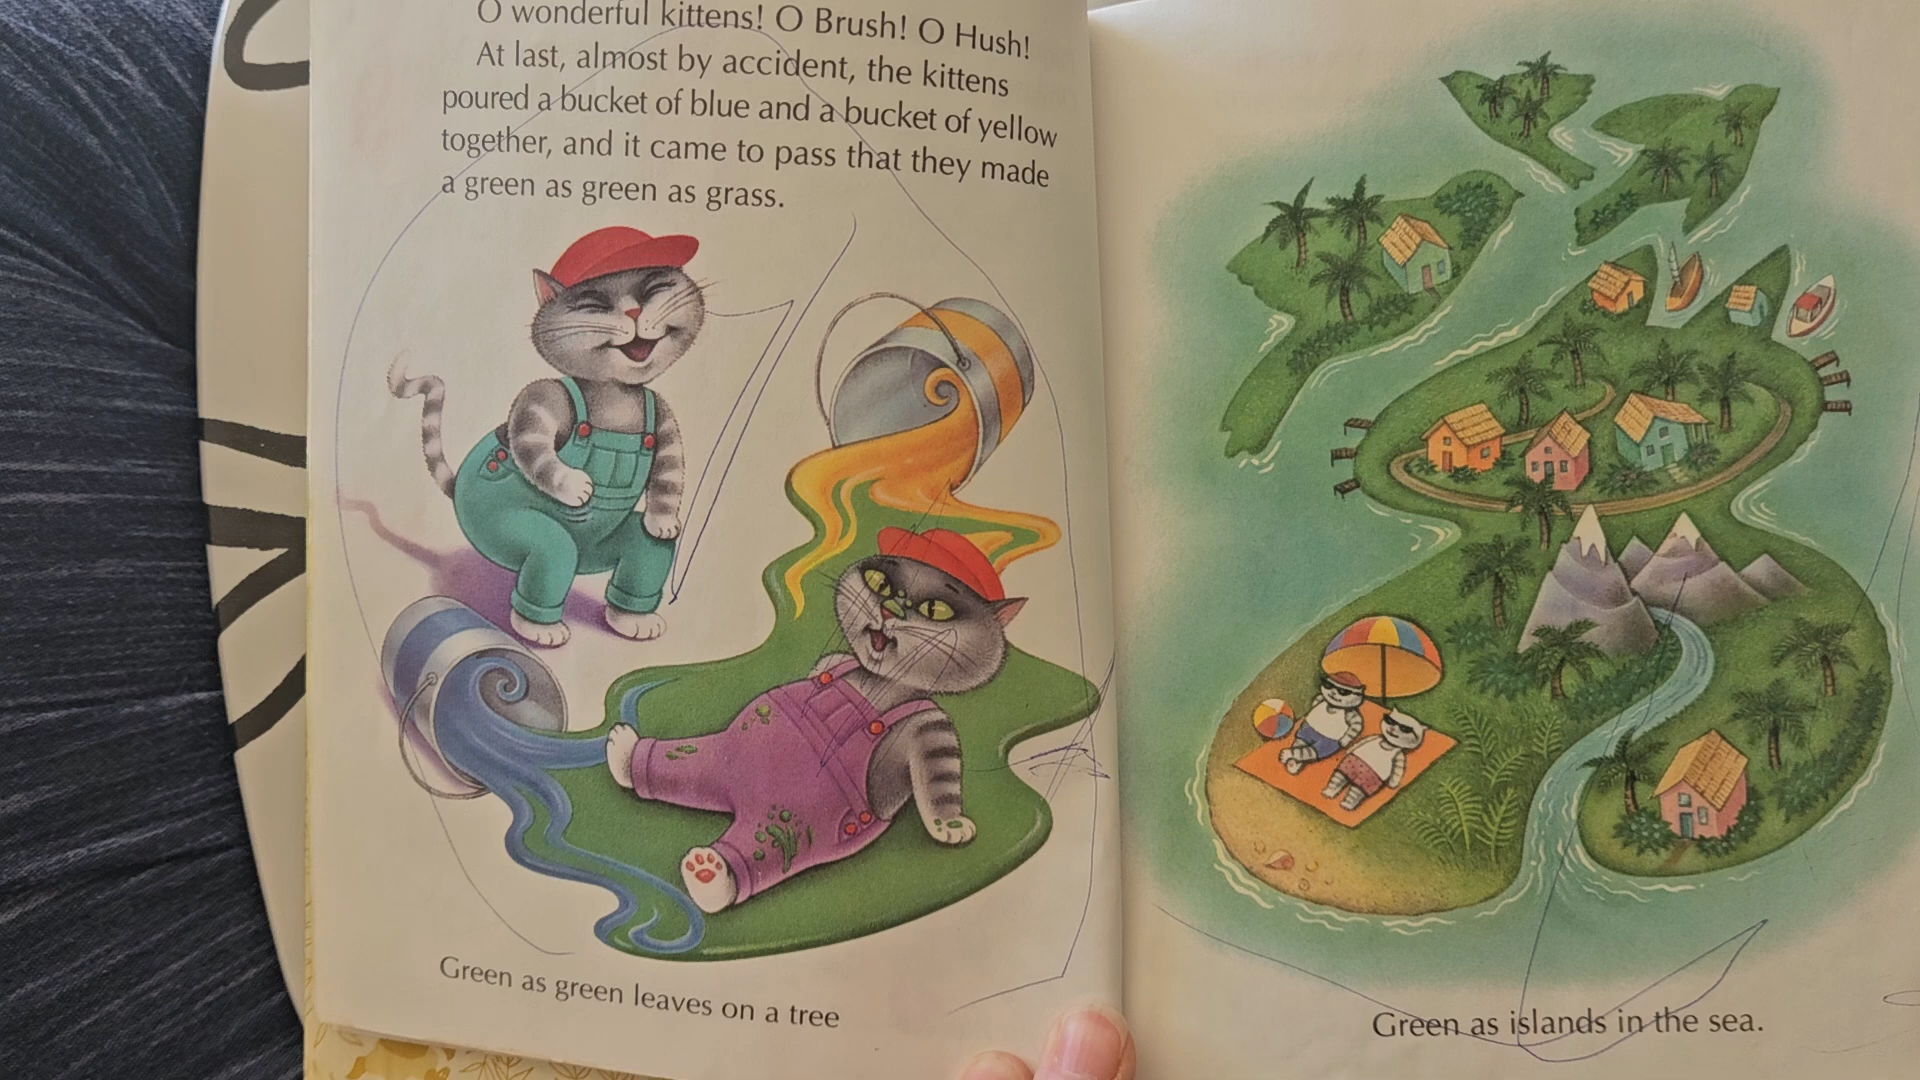 O wonderful kittens! O Brush! O Hush!
At last, almost by accident, the kittens
poured a bucket of blue and a bucket of yellow
together, and it came to pass that they made
a green as green as grass.
Green as green leaves on a tree
Green as islands in the sea.